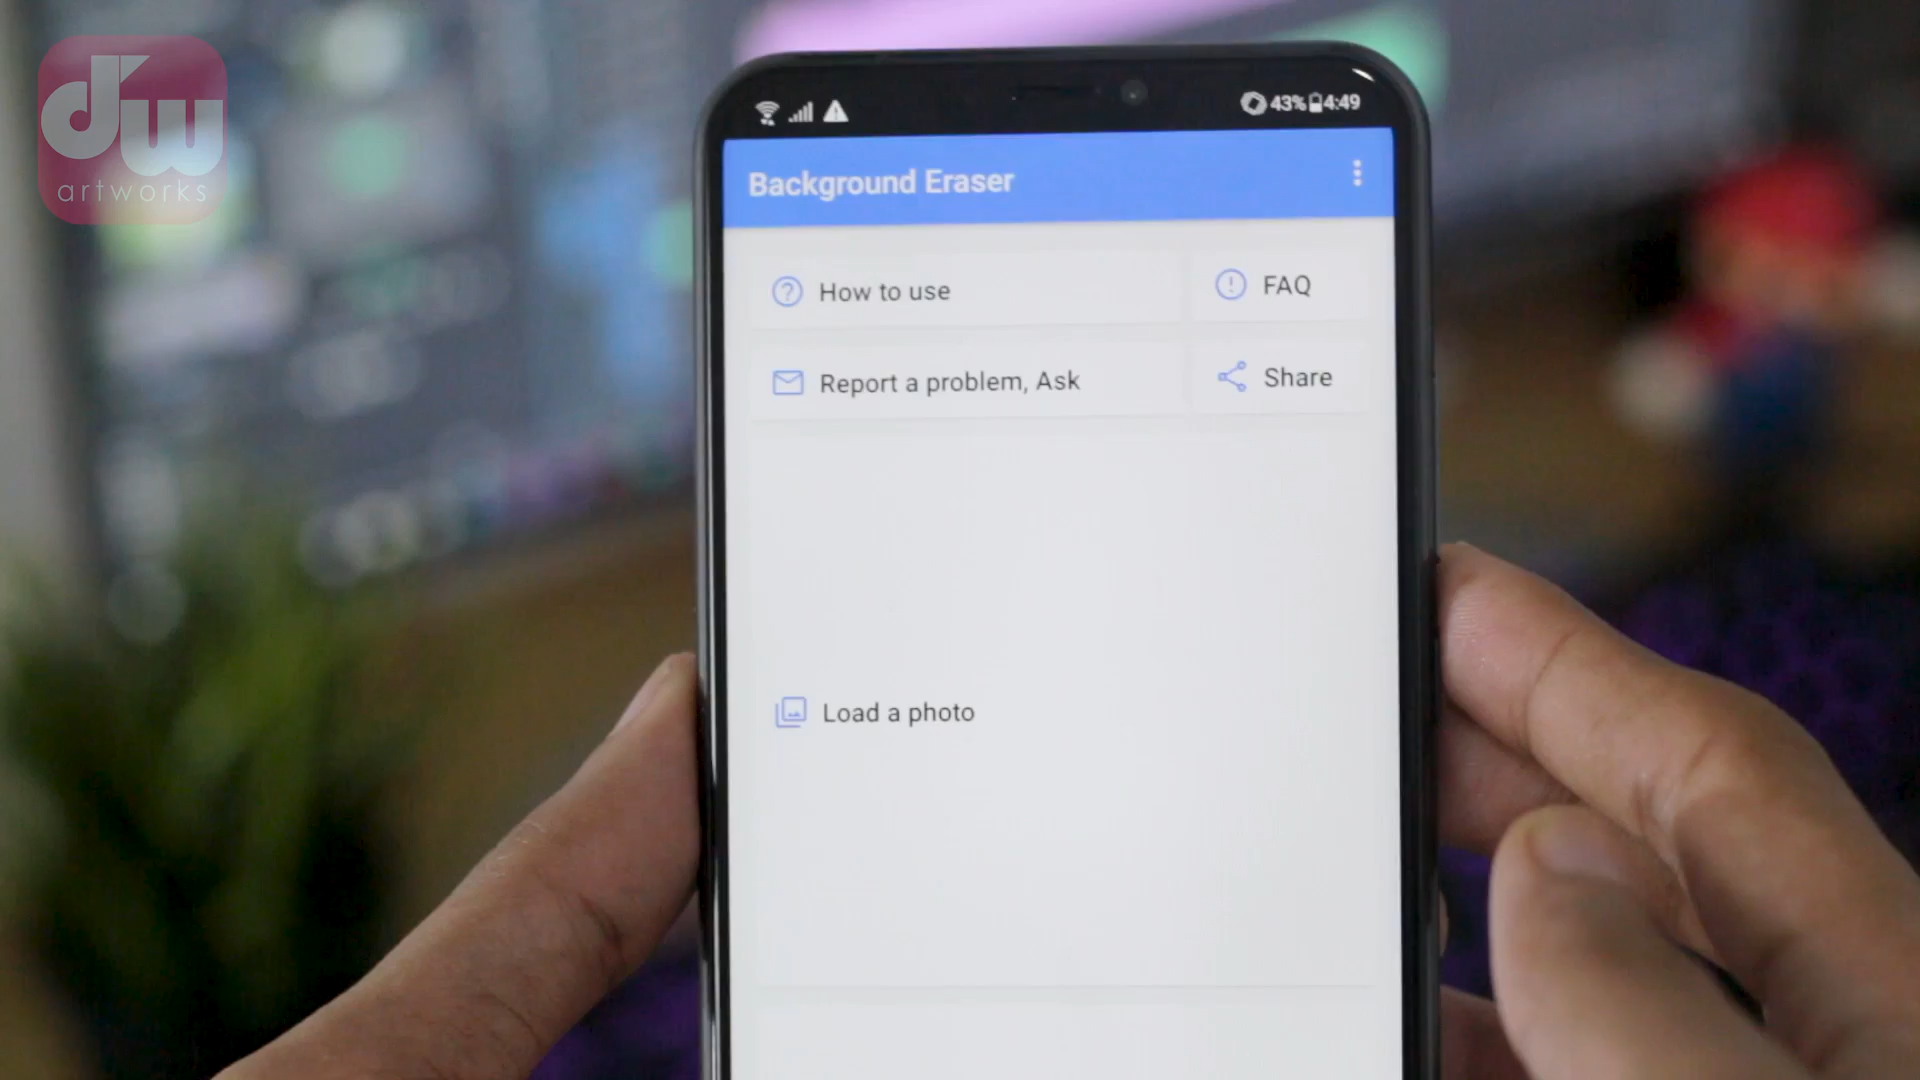 dw
artworks
43% 4:49
Background Eraser
How to use
FAQ
Report a problem, Ask
Share
Load a photo